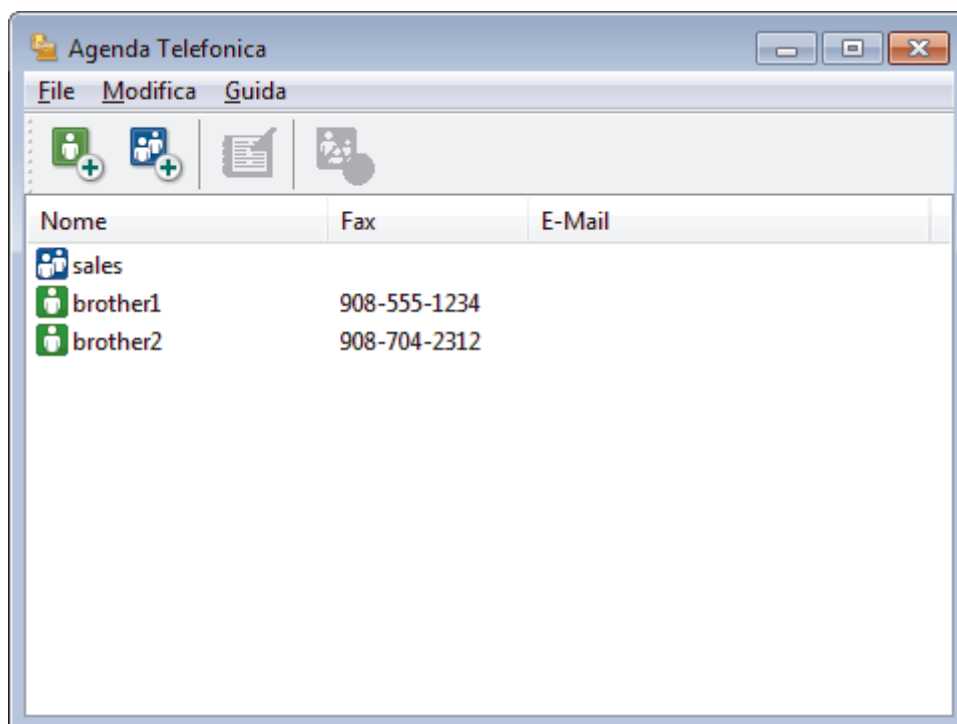 Agenda Telefonica
File Modifica Guida
Nome Fax E-Mail
sales
brother1 908-555-1234
brother2 908-704-2312